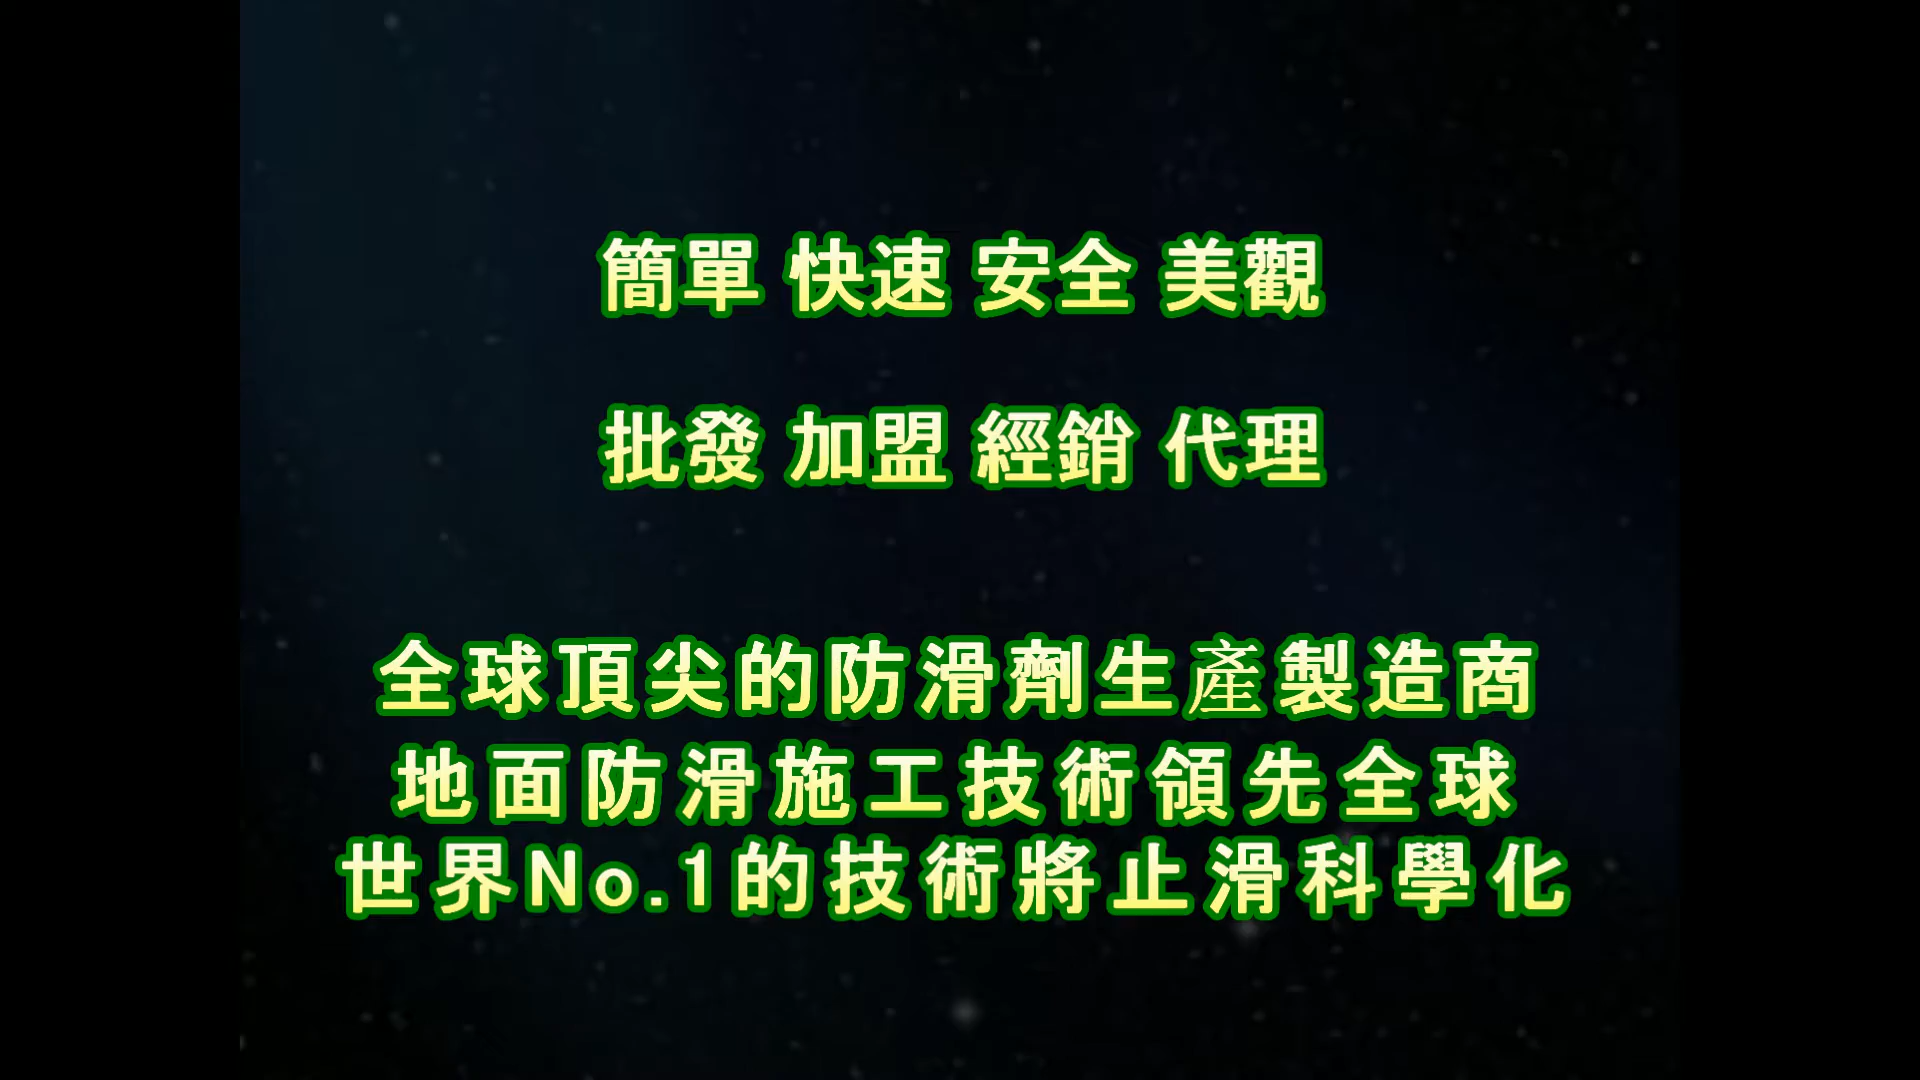 簡單 快速 安全 美觀
批發 加盟 經銷 代理
全球頂尖的防滑劑生產製造商
地面防滑施工技術領先全球
世界No.1的技術將止滑科學化